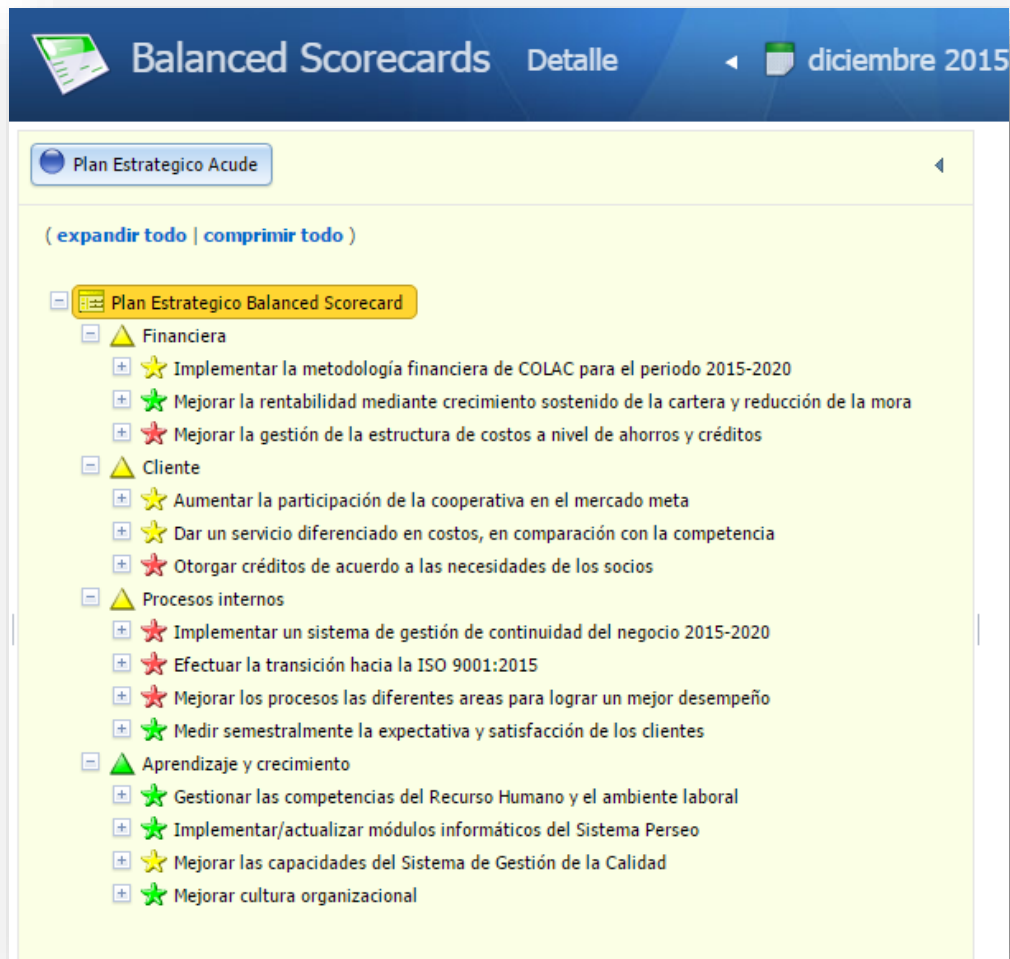 Balanced Scorecards Detalle diciembre 2015
Plan Estrategico Acude
( expandir todo | comprimir todo )
Plan Estrategico Balanced Scorecard
Financiera
Implementar la metodología financiera de COLAC para el periodo 2015-2020
Mejorar la rentabilidad mediante crecimiento sostenido de la cartera y reducción de la mora
Mejorar la gestión de la estructura de costos a nivel de ahorros y créditos
Cliente
Aumentar la participación de la cooperativa en el mercado meta
Dar un servicio diferenciado en costos, en comparación con la competencia
Otorgar créditos de acuerdo a las necesidades de los socios
Procesos internos
Implementar un sistema de gestión de continuidad del negocio 2015-2020
Efectuar la transición hacia la ISO 9001:2015
Mejorar los procesos las diferentes areas para lograr un mejor desempeño
Medir semestralmente la expectativa y satisfacción de los clientes
Aprendizaje y crecimiento
Gestionar las competencias del Recurso Humano y el ambiente laboral
Implementar/actualizar módulos informáticos del Sistema Perseo
Mejorar las capacidades del Sistema de Gestión de la Calidad
Mejorar cultura organizacional